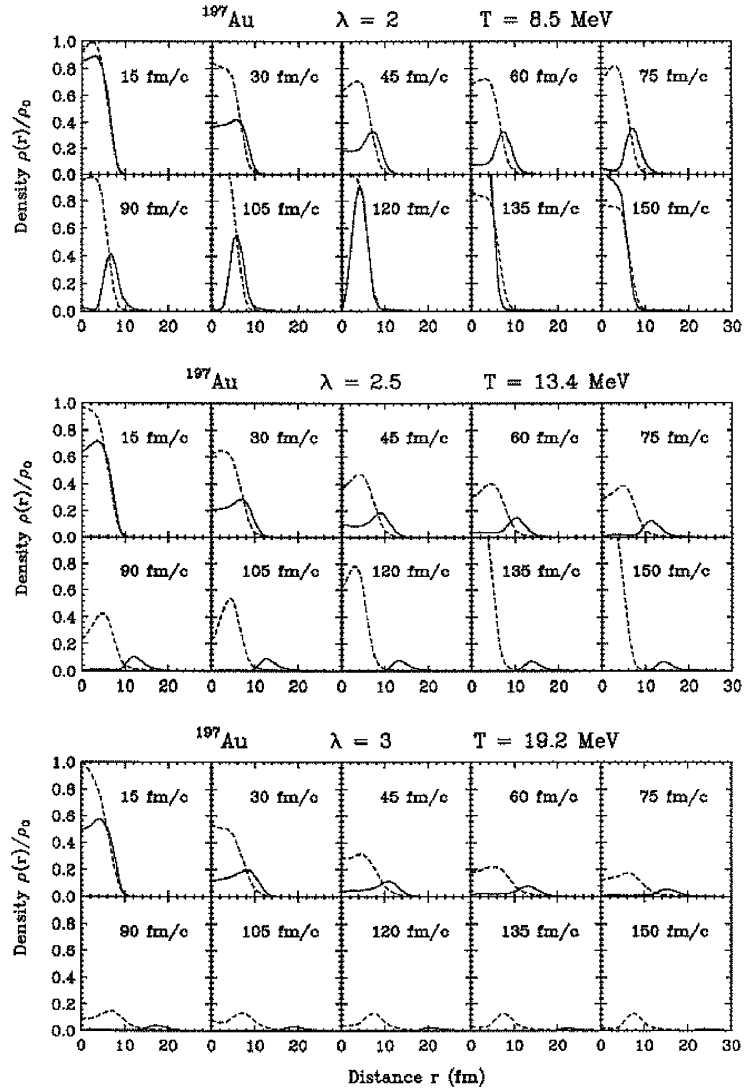 ¹⁹⁷Au λ = 2 T = 8.5 MeV
1.0 0.8 0.6 0.4 0.2 0.0
Density ρ(r)/ρ₀
15 fm/c 30 fm/c 45 fm/c 60 fm/c 75 fm/c
0.8 0.6 0.4 0.2 0.0
Density ρ(r)/ρ₀
90 fm/c 105 fm/c 120 fm/c 135 fm/c 150 fm/c
0 10 20 0 10 20 0 10 20 0 10 20 0 10 20 30
¹⁹⁷Au λ = 2.5 T = 13.4 MeV
1.0 0.8 0.6 0.4 0.2 0.0
Density ρ(r)/ρ₀
15 fm/c 30 fm/c 45 fm/c 60 fm/c 75 fm/c
0.8 0.6 0.4 0.2 0.0
90 fm/c 105 fm/c 120 fm/c 135 fm/c 150 fm/c
0 10 20 0 10 20 0 10 20 0 10 20 0 10 20 30
¹⁹⁷Au λ = 3 T = 19.2 MeV
1.0 0.8 0.6 0.4 0.2 0.0
Density ρ(r)/ρ₀
15 fm/c 30 fm/c 45 fm/c 60 fm/c 75 fm/c
0.8 0.6 0.4 0.2 0.0
Density ρ(r)/ρ₀
90 fm/c 105 fm/c 120 fm/c 135 fm/c 150 fm/c
0 10 20 0 10 20 0 10 20 0 10 20 0 10 20 30
Distance r (fm)